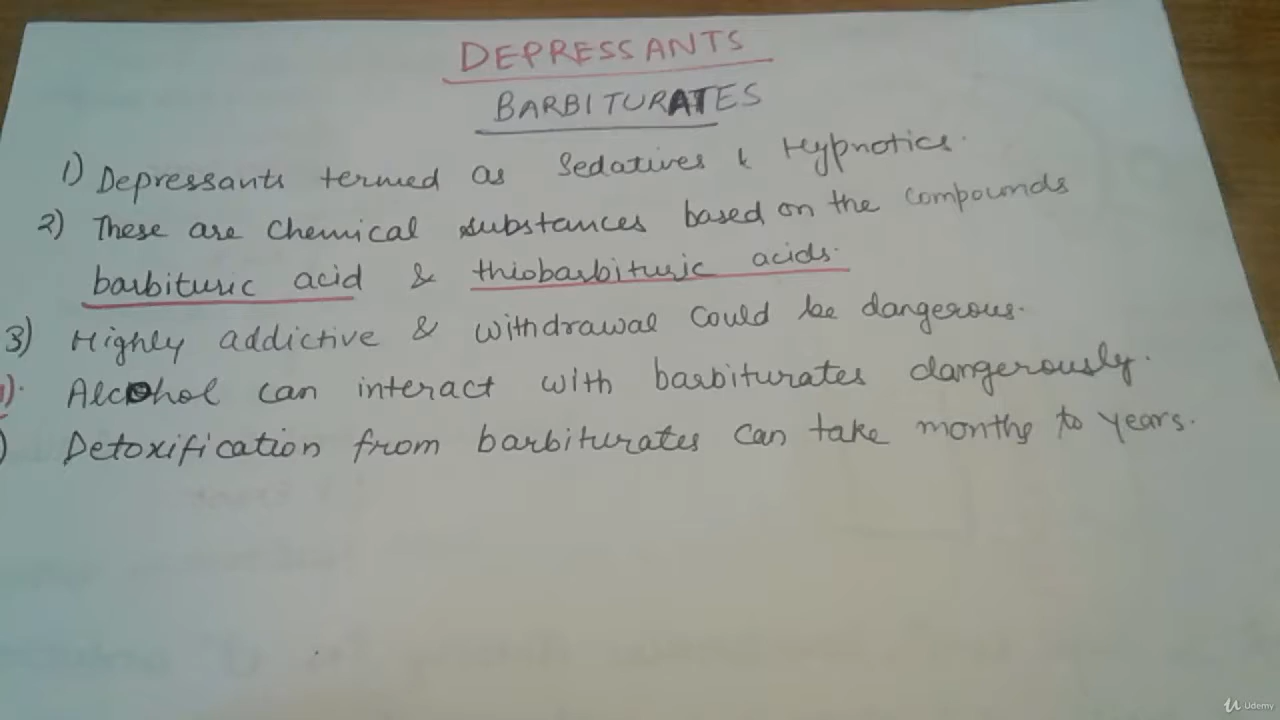 DEPRESSANTS
BARBITURATES
1) Depressants termed as Sedatives & Hypnotics.
2) These are Chemical substances based on the compounds
barbituric acid & thiobarbituric acids.
3) Highly addictive & withdrawal could be dangerous.
). Alcohol can interact with barbiturates dangerously.
) Detoxification from barbiturates can take months to years.
Udemy